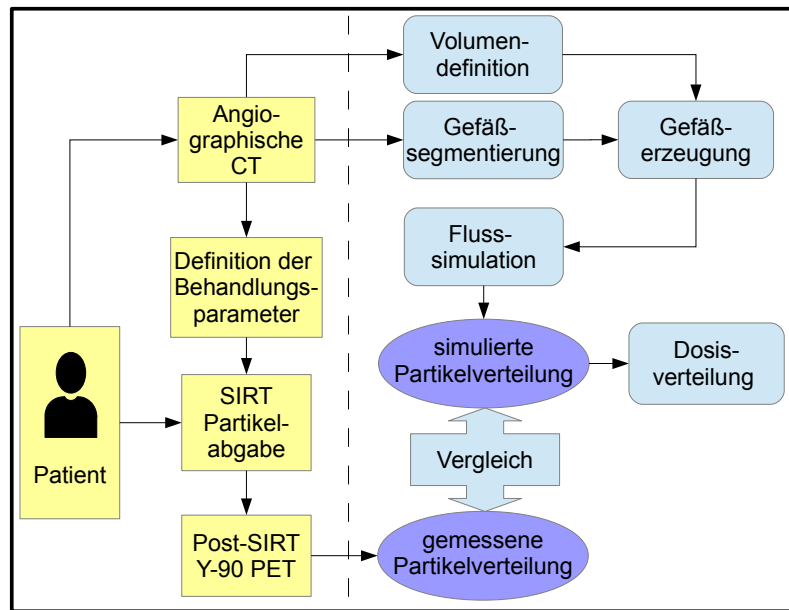 Volumen-
definition
Angio-
graphische
CT
Gefäß-
segmentierung
Gefäß-
erzeugung
Fluss-
simulation
Definition der
Behandlungs-
parameter
simulierte
Partikelverteilung
Dosis-
verteilung
SIRT
Partikel-
abgabe
Patient
Vergleich
Post-SIRT
Y-90 PET
gemessene
Partikelverteilung